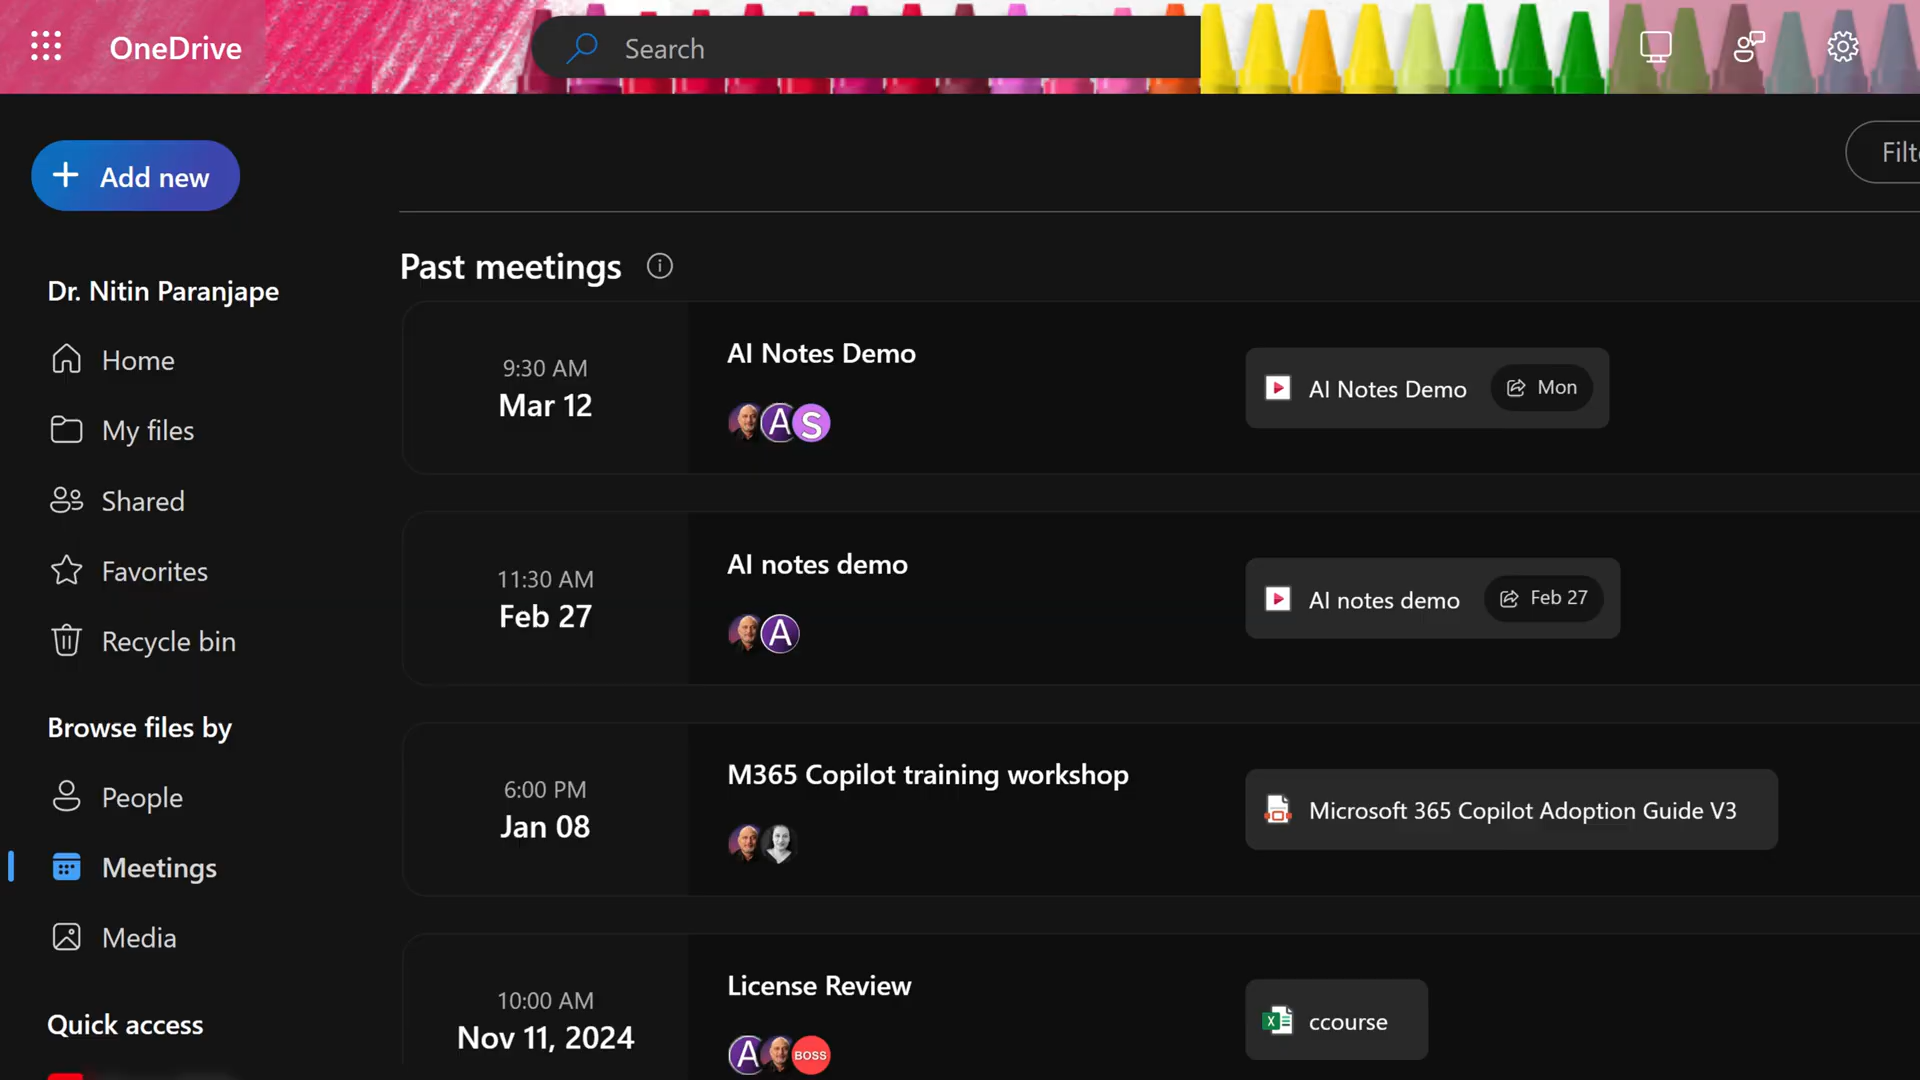 OneDrive
Search
Add new
Filt
Dr. Nitin Paranjape
Home
My files
Shared
Favorites
Recycle bin
Browse files by
People
Meetings
Media
Quick access
Past meetings
9:30 AM
Mar 12
AI Notes Demo
A S
AI Notes Demo
Mon
11:30 AM
Feb 27
AI notes demo
A
AI notes demo
Feb 27
6:00 PM
Jan 08
M365 Copilot training workshop
Microsoft 365 Copilot Adoption Guide V3
10:00 AM
Nov 11, 2024
License Review
A BOSS
ccourse